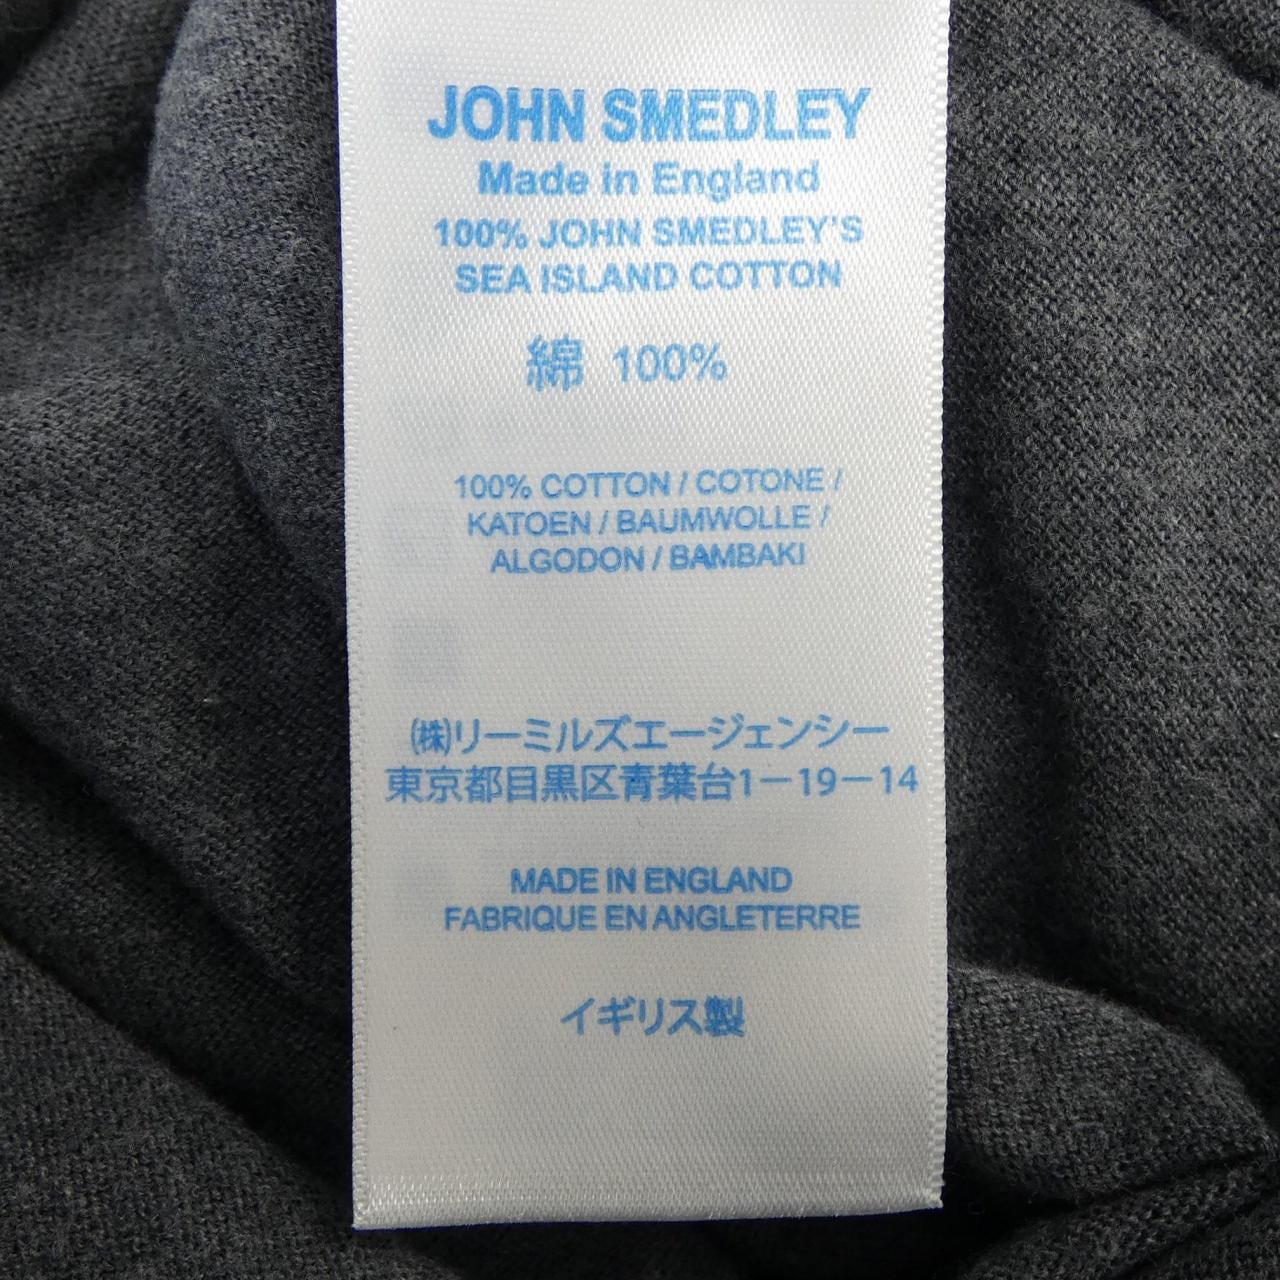 JOHN SMEDLEY
Made in England
100% JOHN SMEDLEY'S
SEA ISLAND COTTON
綿 100%
100% COTTON / COTONE /
KATOEN / BAUMWOLLE /
ALGODON / BAMBAKI
㈱リーミルズエージェンシー
東京都目黒区青葉台1－19－14
MADE IN ENGLAND
FABRIQUE EN ANGLETERRE
イギリス製